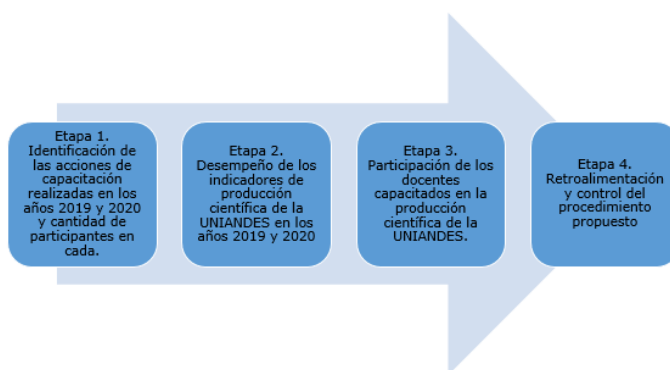 Etapa 1.
Identificación de
las acciones de
capacitación
realizadas en los
años 2019 y 2020
y cantidad de
participantes en
cada.
Etapa 2.
Desempeño de los
indicadores de
producción
científica de la
UNIANDES en los
años 2019 y 2020
Etapa 3.
Participación de los
docentes
capacitados en la
producción
científica de la
UNIANDES.
Etapa 4.
Retroalimentación
y control del
procedimiento
propuesto